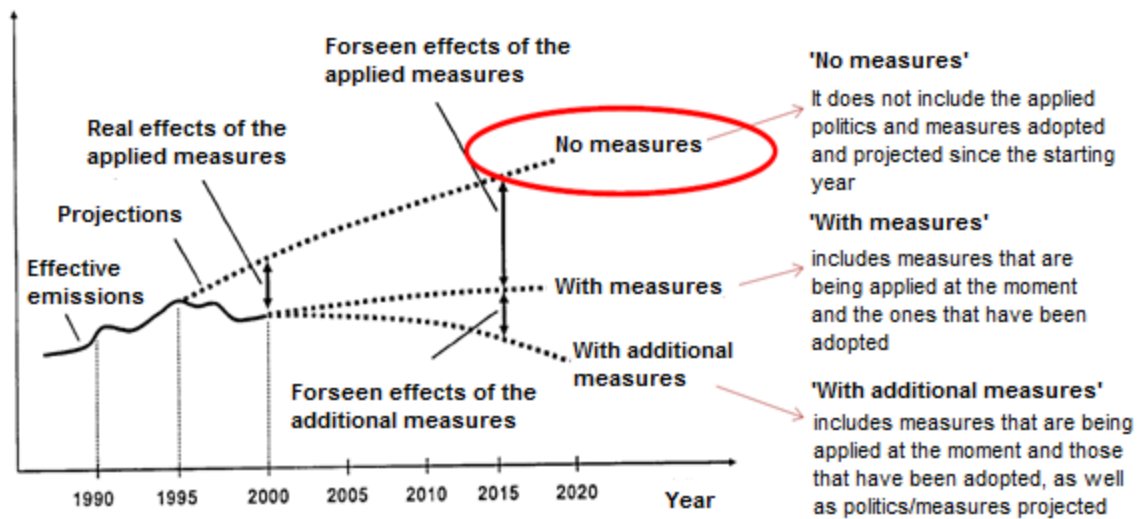 Forseen effects of the
applied measures
Real effects of the
applied measures
Projections
Effective
emissions
No measures
With measures
With additional
measures
Forseen effects of the
additional measures
1990
1995
2000
2005
2010
2015
2020
Year
'No measures'
It does not include the applied
politics and measures adopted
and projected since the starting
year
'With measures'
includes measures that are
being applied at the moment
and the ones that have been
adopted
'With additional measures'
includes measures that are being
applied at the moment and those
that have been adopted, as well
as politics/measures projected